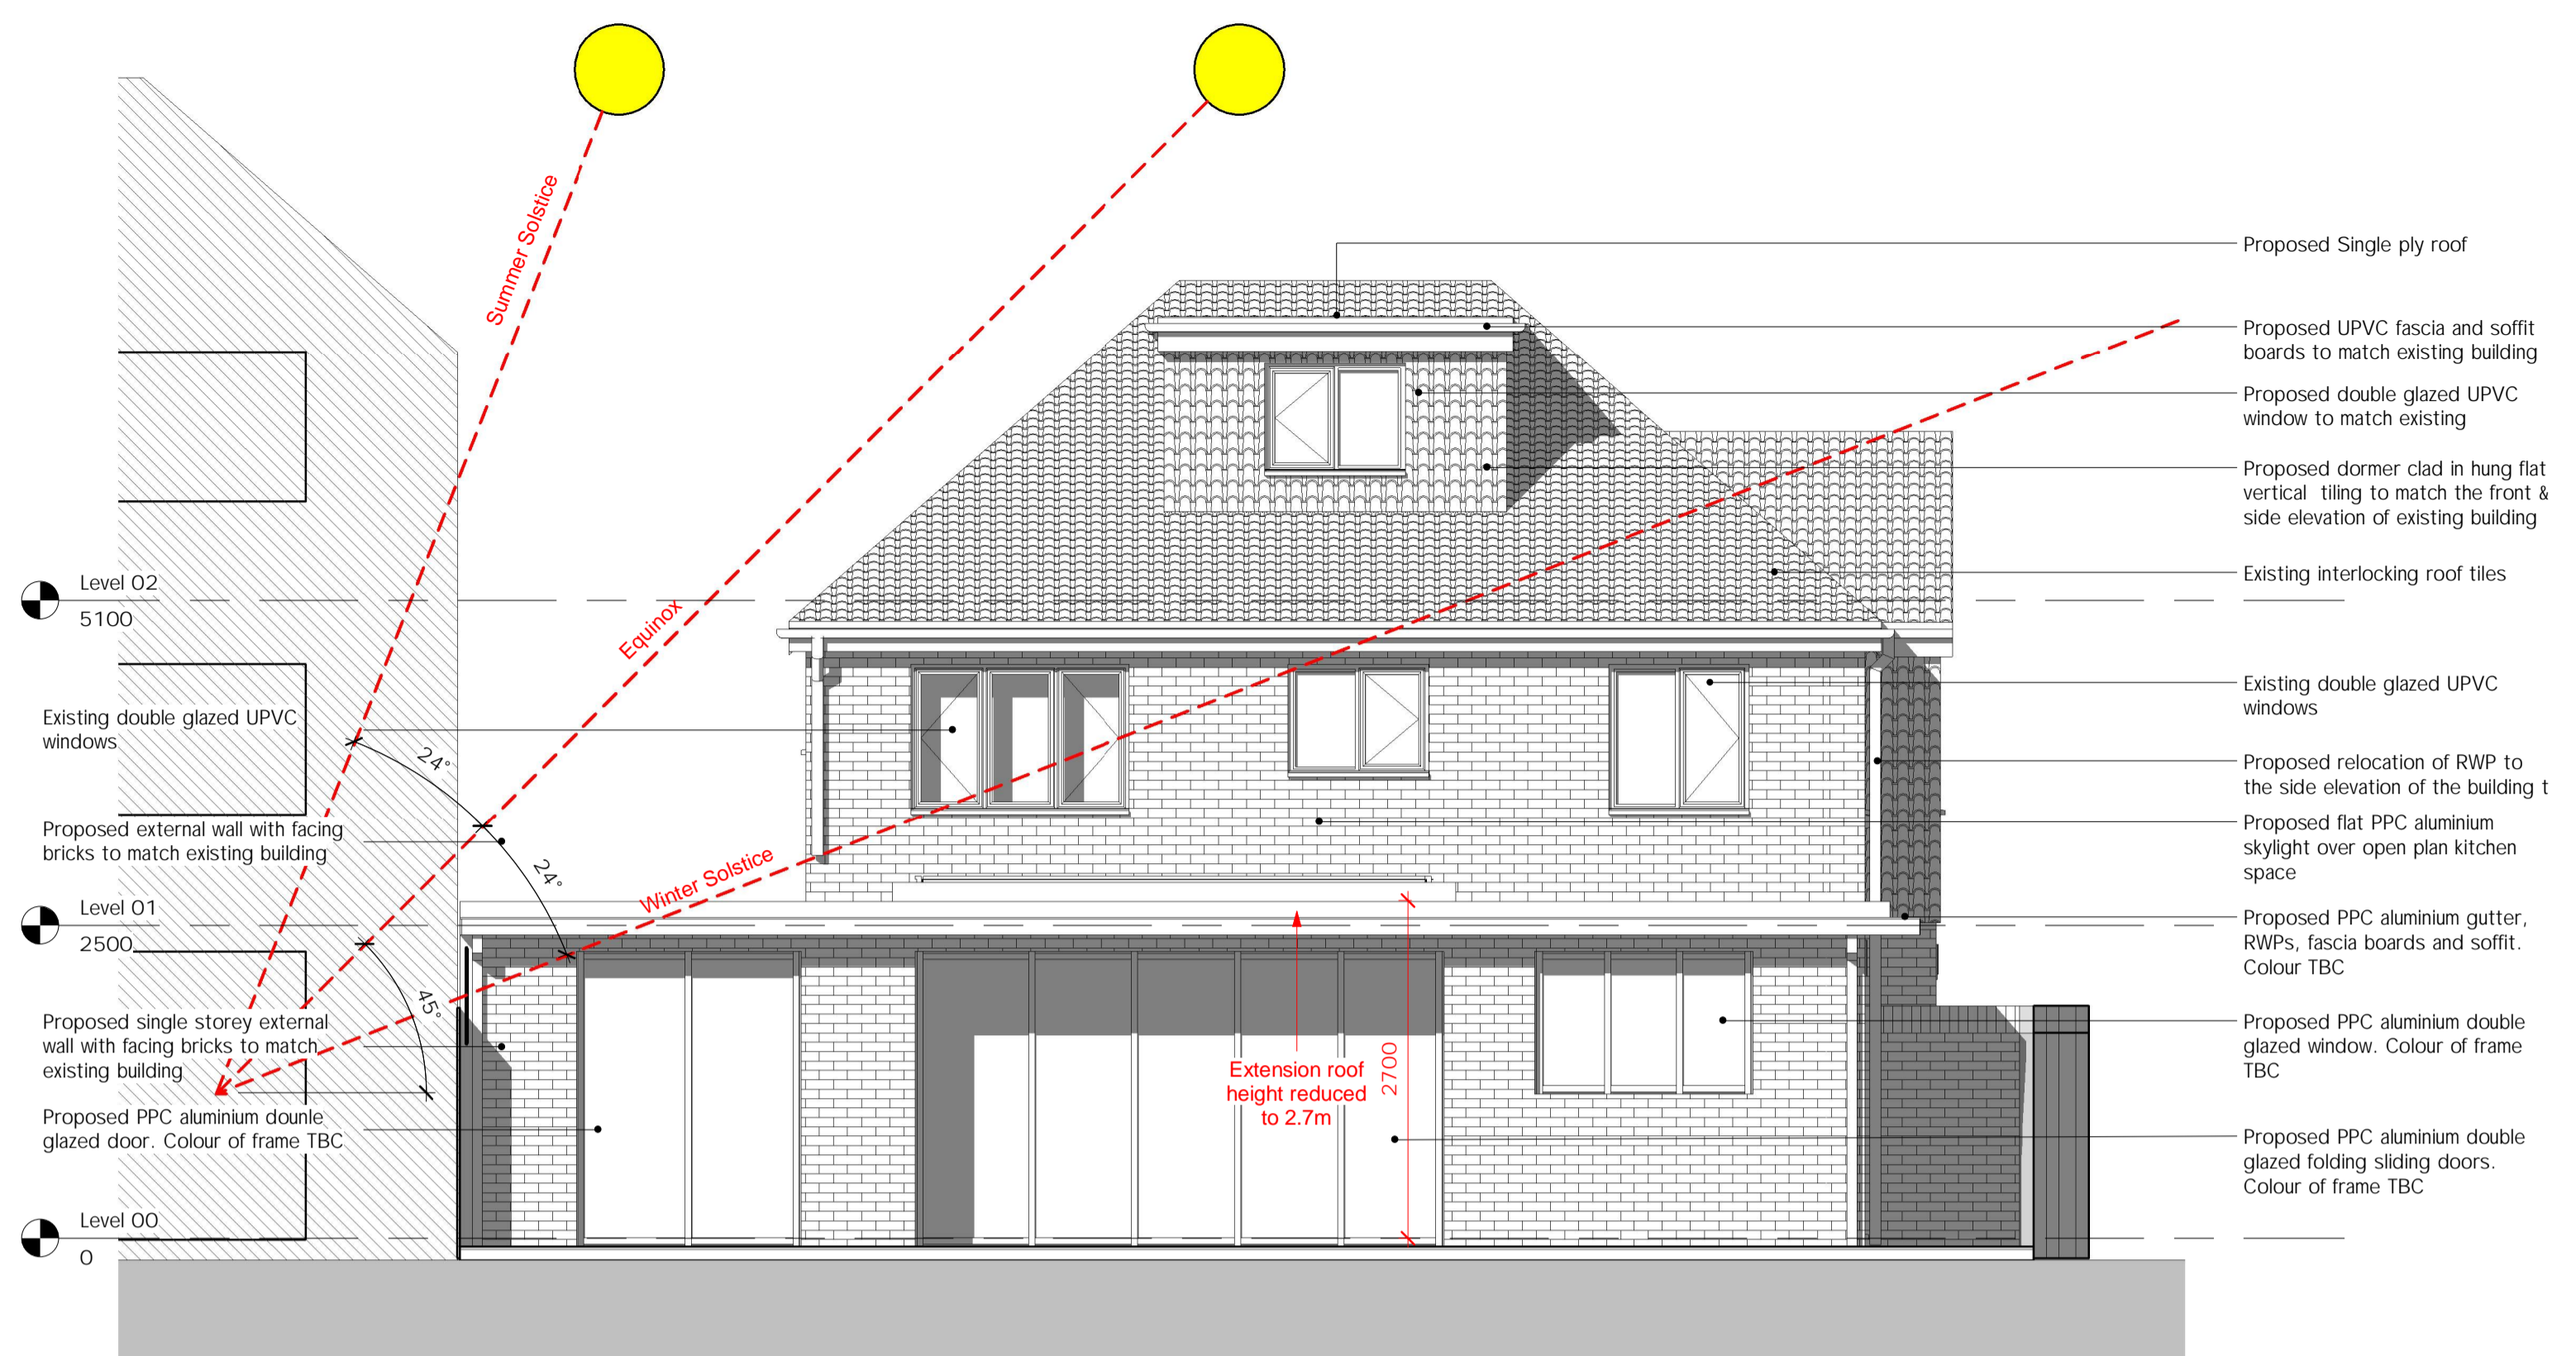 Summer Solstice
Equinox
Winter Solstice
Level 02
5100
Existing double glazed UPVC
windows
24°
Proposed external wall with facing
bricks to match existing building
24°
Level 01
2500
45°
Proposed single storey external
wall with facing bricks to match
existing building
Proposed PPC aluminium dounle
glazed door. Colour of frame TBC
Level 00
0
Extension roof
height reduced
to 2.7m
2700
Proposed Single ply roof
Proposed UPVC fascia and soffit
boards to match existing building
Proposed double glazed UPVC
window to match existing
Proposed dormer clad in hung flat
vertical tiling to match the front &
side elevation of existing building
Existing interlocking roof tiles
Existing double glazed UPVC
windows
Proposed relocation of RWP to
the side elevation of the building t
Proposed flat PPC aluminium
skylight over open plan kitchen
space
Proposed PPC aluminium gutter,
RWPs, fascia boards and soffit.
Colour TBC
Proposed PPC aluminium double
glazed window. Colour of frame
TBC
Proposed PPC aluminium double
glazed folding sliding doors.
Colour of frame TBC